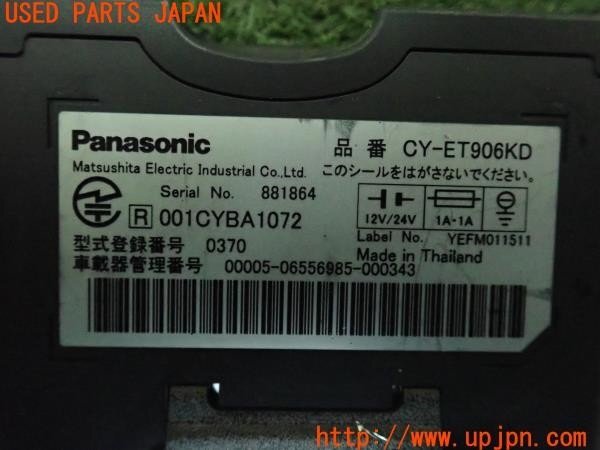 USED PARTS JAPAN
Panasonic
品番 CY-ET906KD
Matsushita Electric Industrial Co.,Ltd.
このシールをはがさないでください。
Serial No. 881864
R 001CYBA1072
12V/24V
1A・1A
Label No. YEFM011511
型式登録番号 0370
Made in Thailand
車載器管理番号 00005-06556985-000343
USED PARTS JAPAN
http://www.upjpn.com